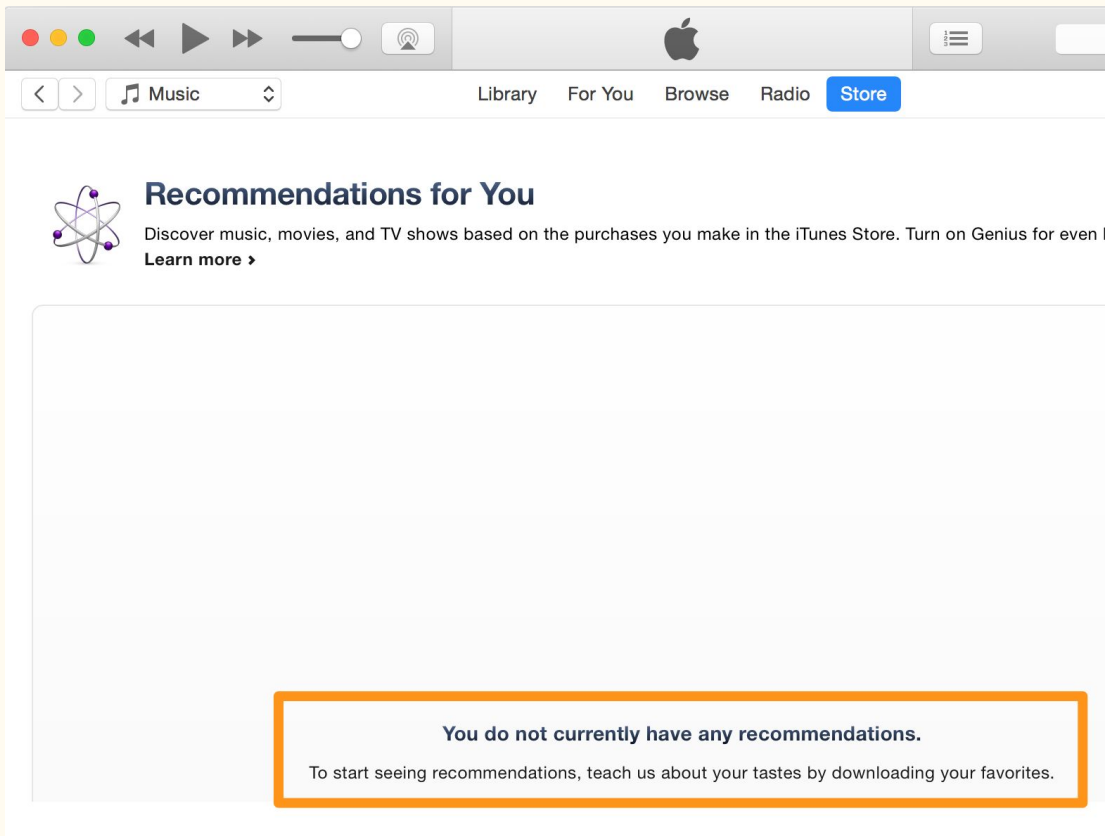 Music
Library For You Browse Radio Store
Recommendations for You
Discover music, movies, and TV shows based on the purchases you make in the iTunes Store. Turn on Genius for even
Learn more ›
You do not currently have any recommendations.
To start seeing recommendations, teach us about your tastes by downloading your favorites.